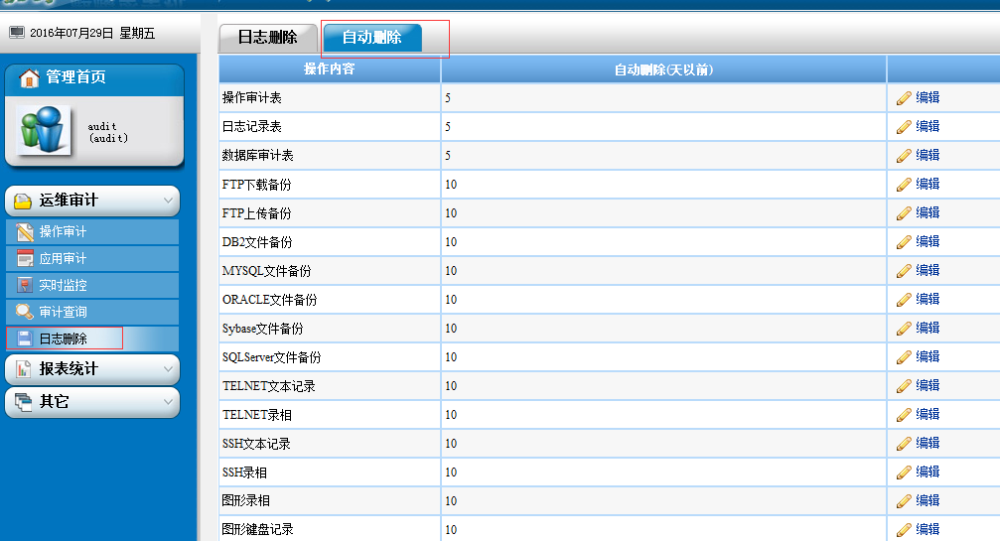 2016年07月29日 星期五
管理首页
audit
(audit)
运维审计
操作审计
应用审计
实时监控
审计查询
日志删除
报表统计
其它
日志删除 自动删除
操作内容 自动删除(天以前)
操作审计表 5 编辑
日志记录表 5 编辑
数据库审计表 5 编辑
FTP下载备份 10 编辑
FTP上传备份 10 编辑
DB2文件备份 10 编辑
MYSQL文件备份 10 编辑
ORACLE文件备份 10 编辑
Sybase文件备份 10 编辑
SQLServer文件备份 10 编辑
TELNET文本记录 10 编辑
TELNET录相 10 编辑
SSH文本记录 10 编辑
SSH录相 10 编辑
图形录相 10 编辑
图形键盘记录 10 编辑